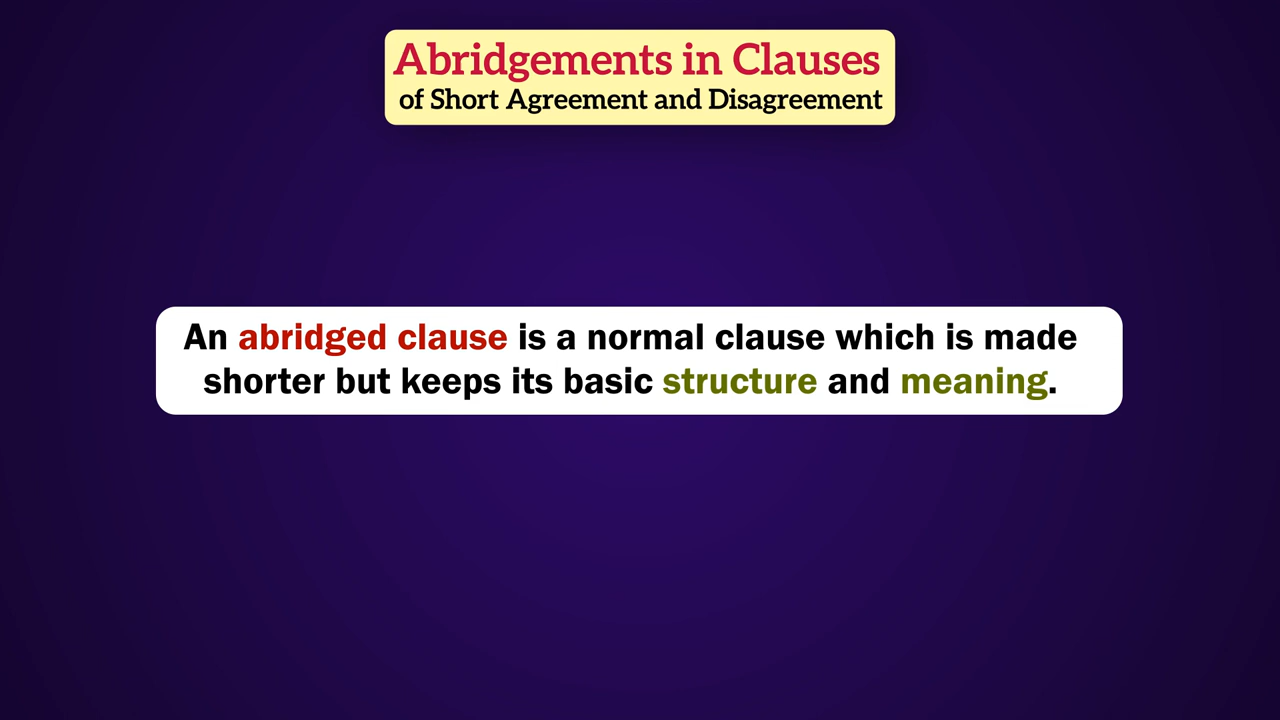 Abridgements in Clauses
of Short Agreement and Disagreement
An abridged clause is a normal clause which is made
shorter but keeps its basic structure and meaning.